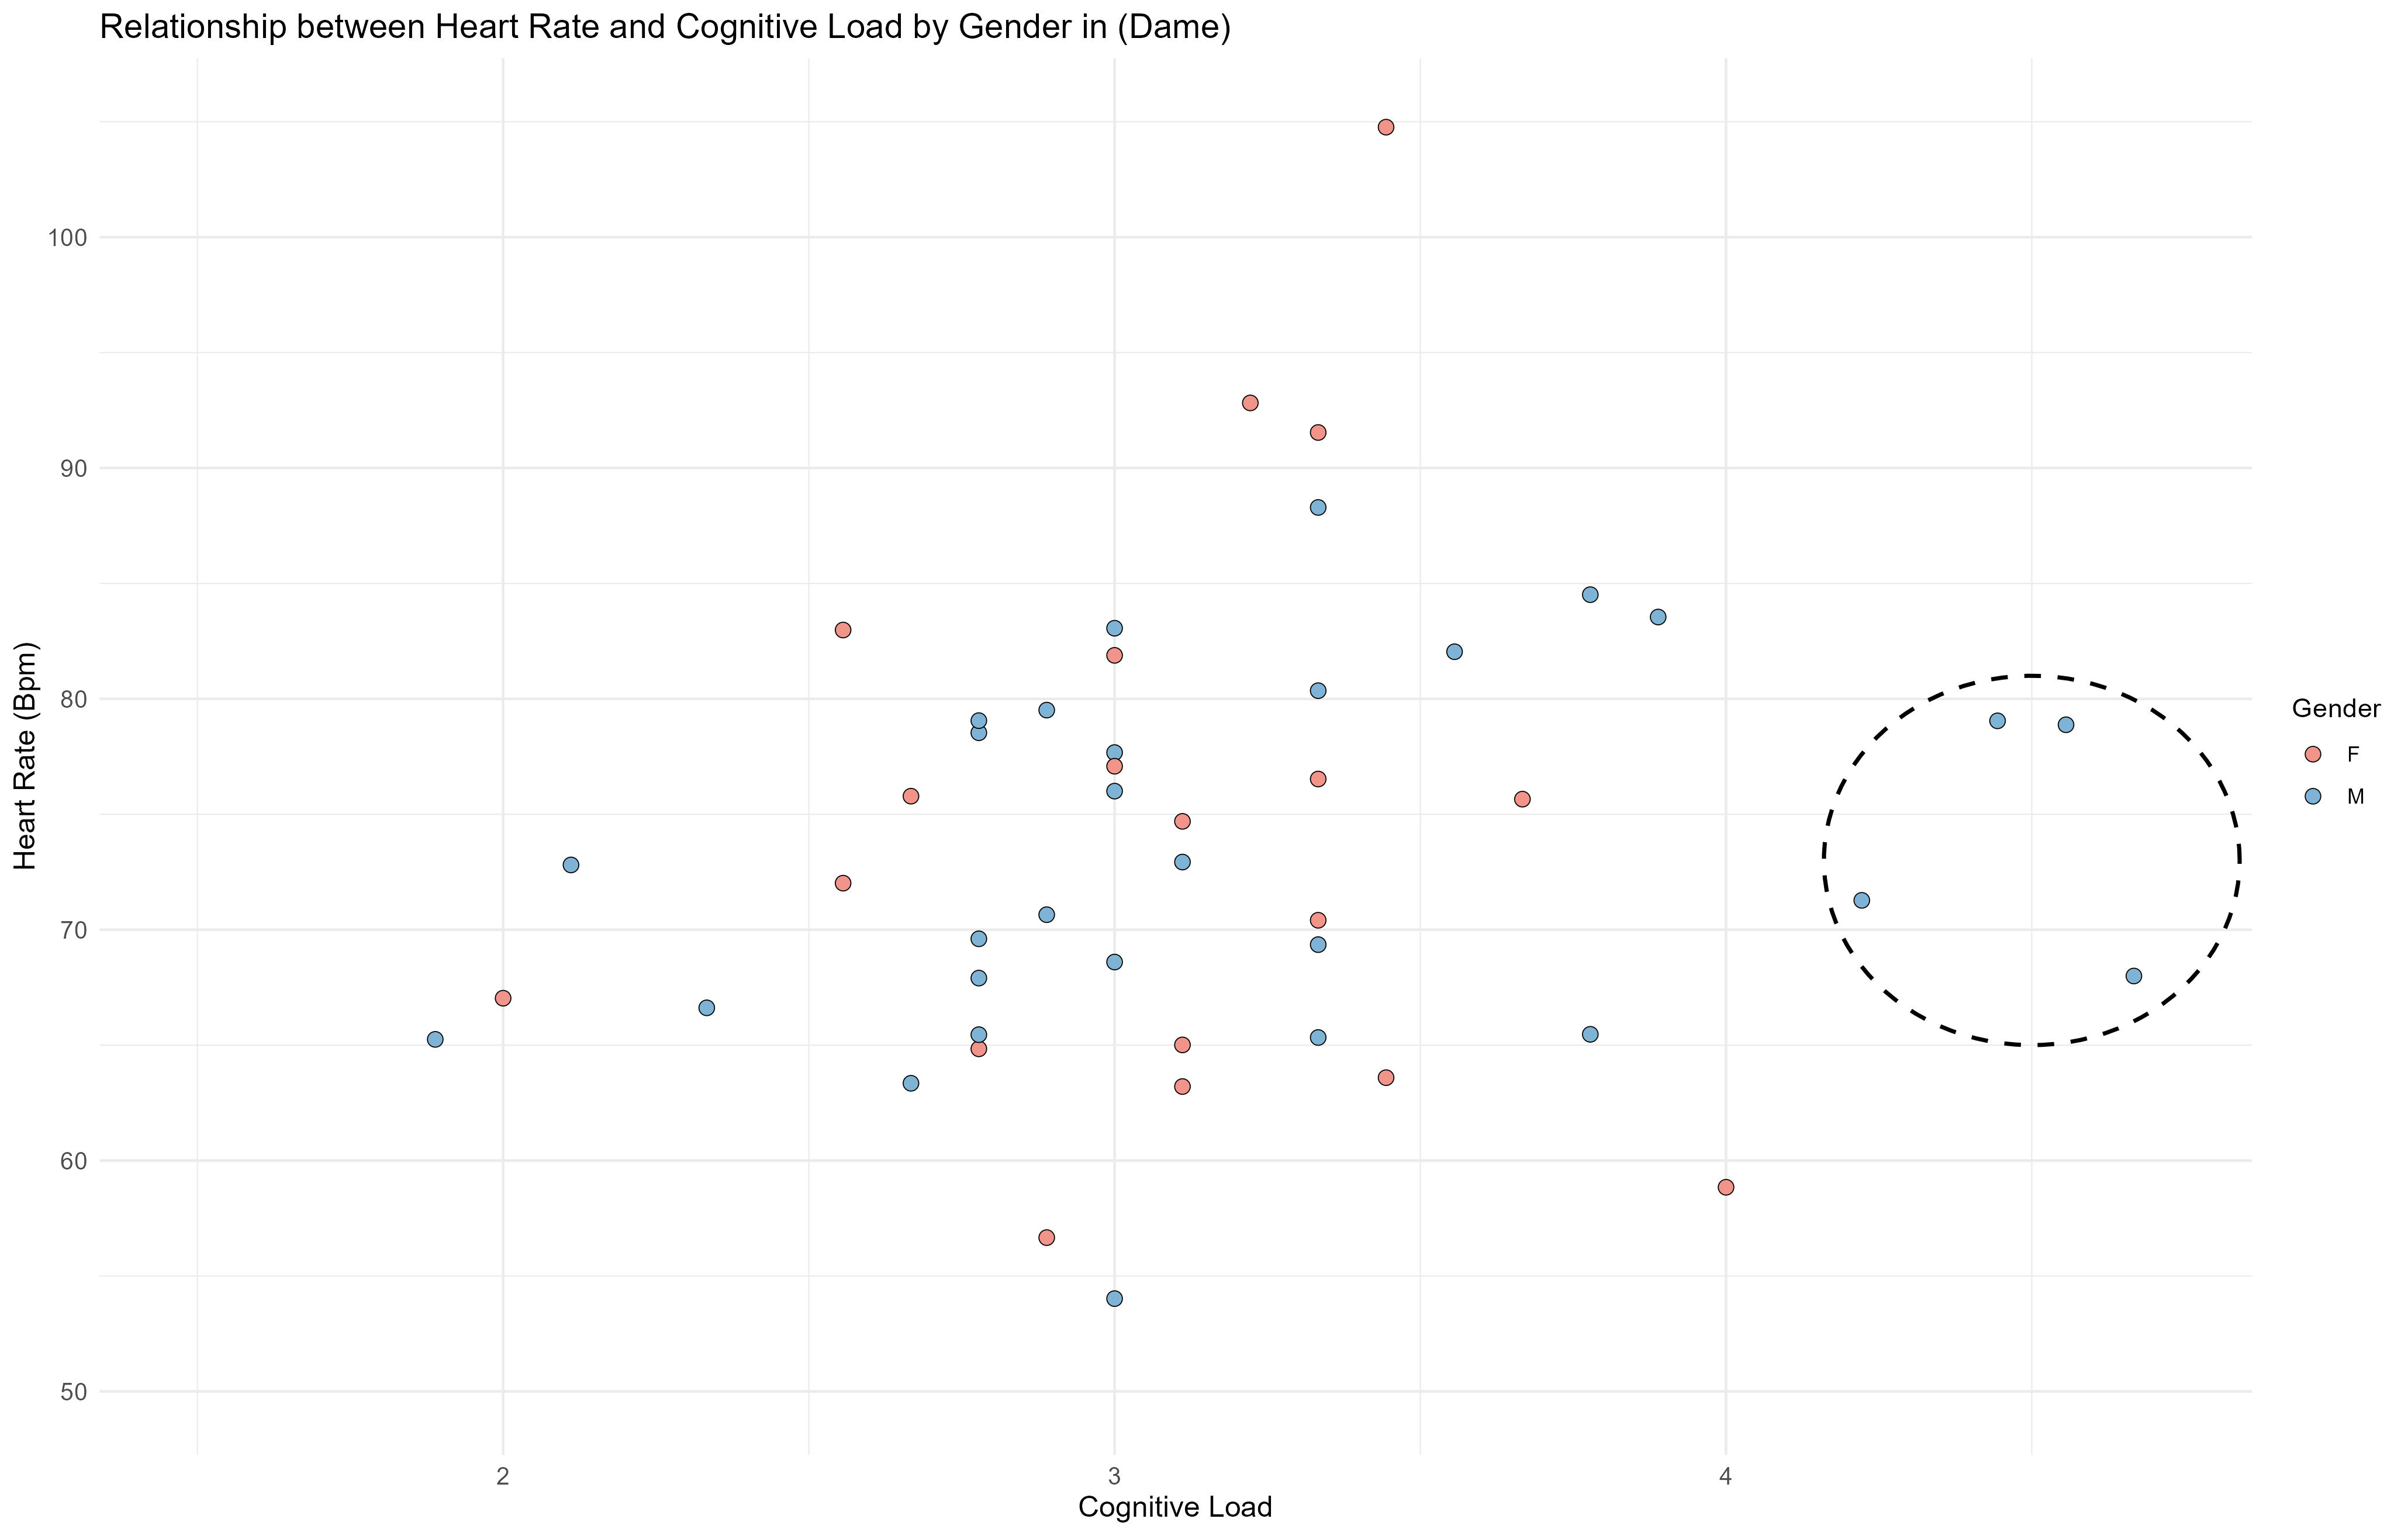 Relationship between Heart Rate and Cognitive Load by Gender in (Dame)
Heart Rate (Bpm)
100
90
80
70
60
50
2
3
4
Cognitive Load
Gender
F
M